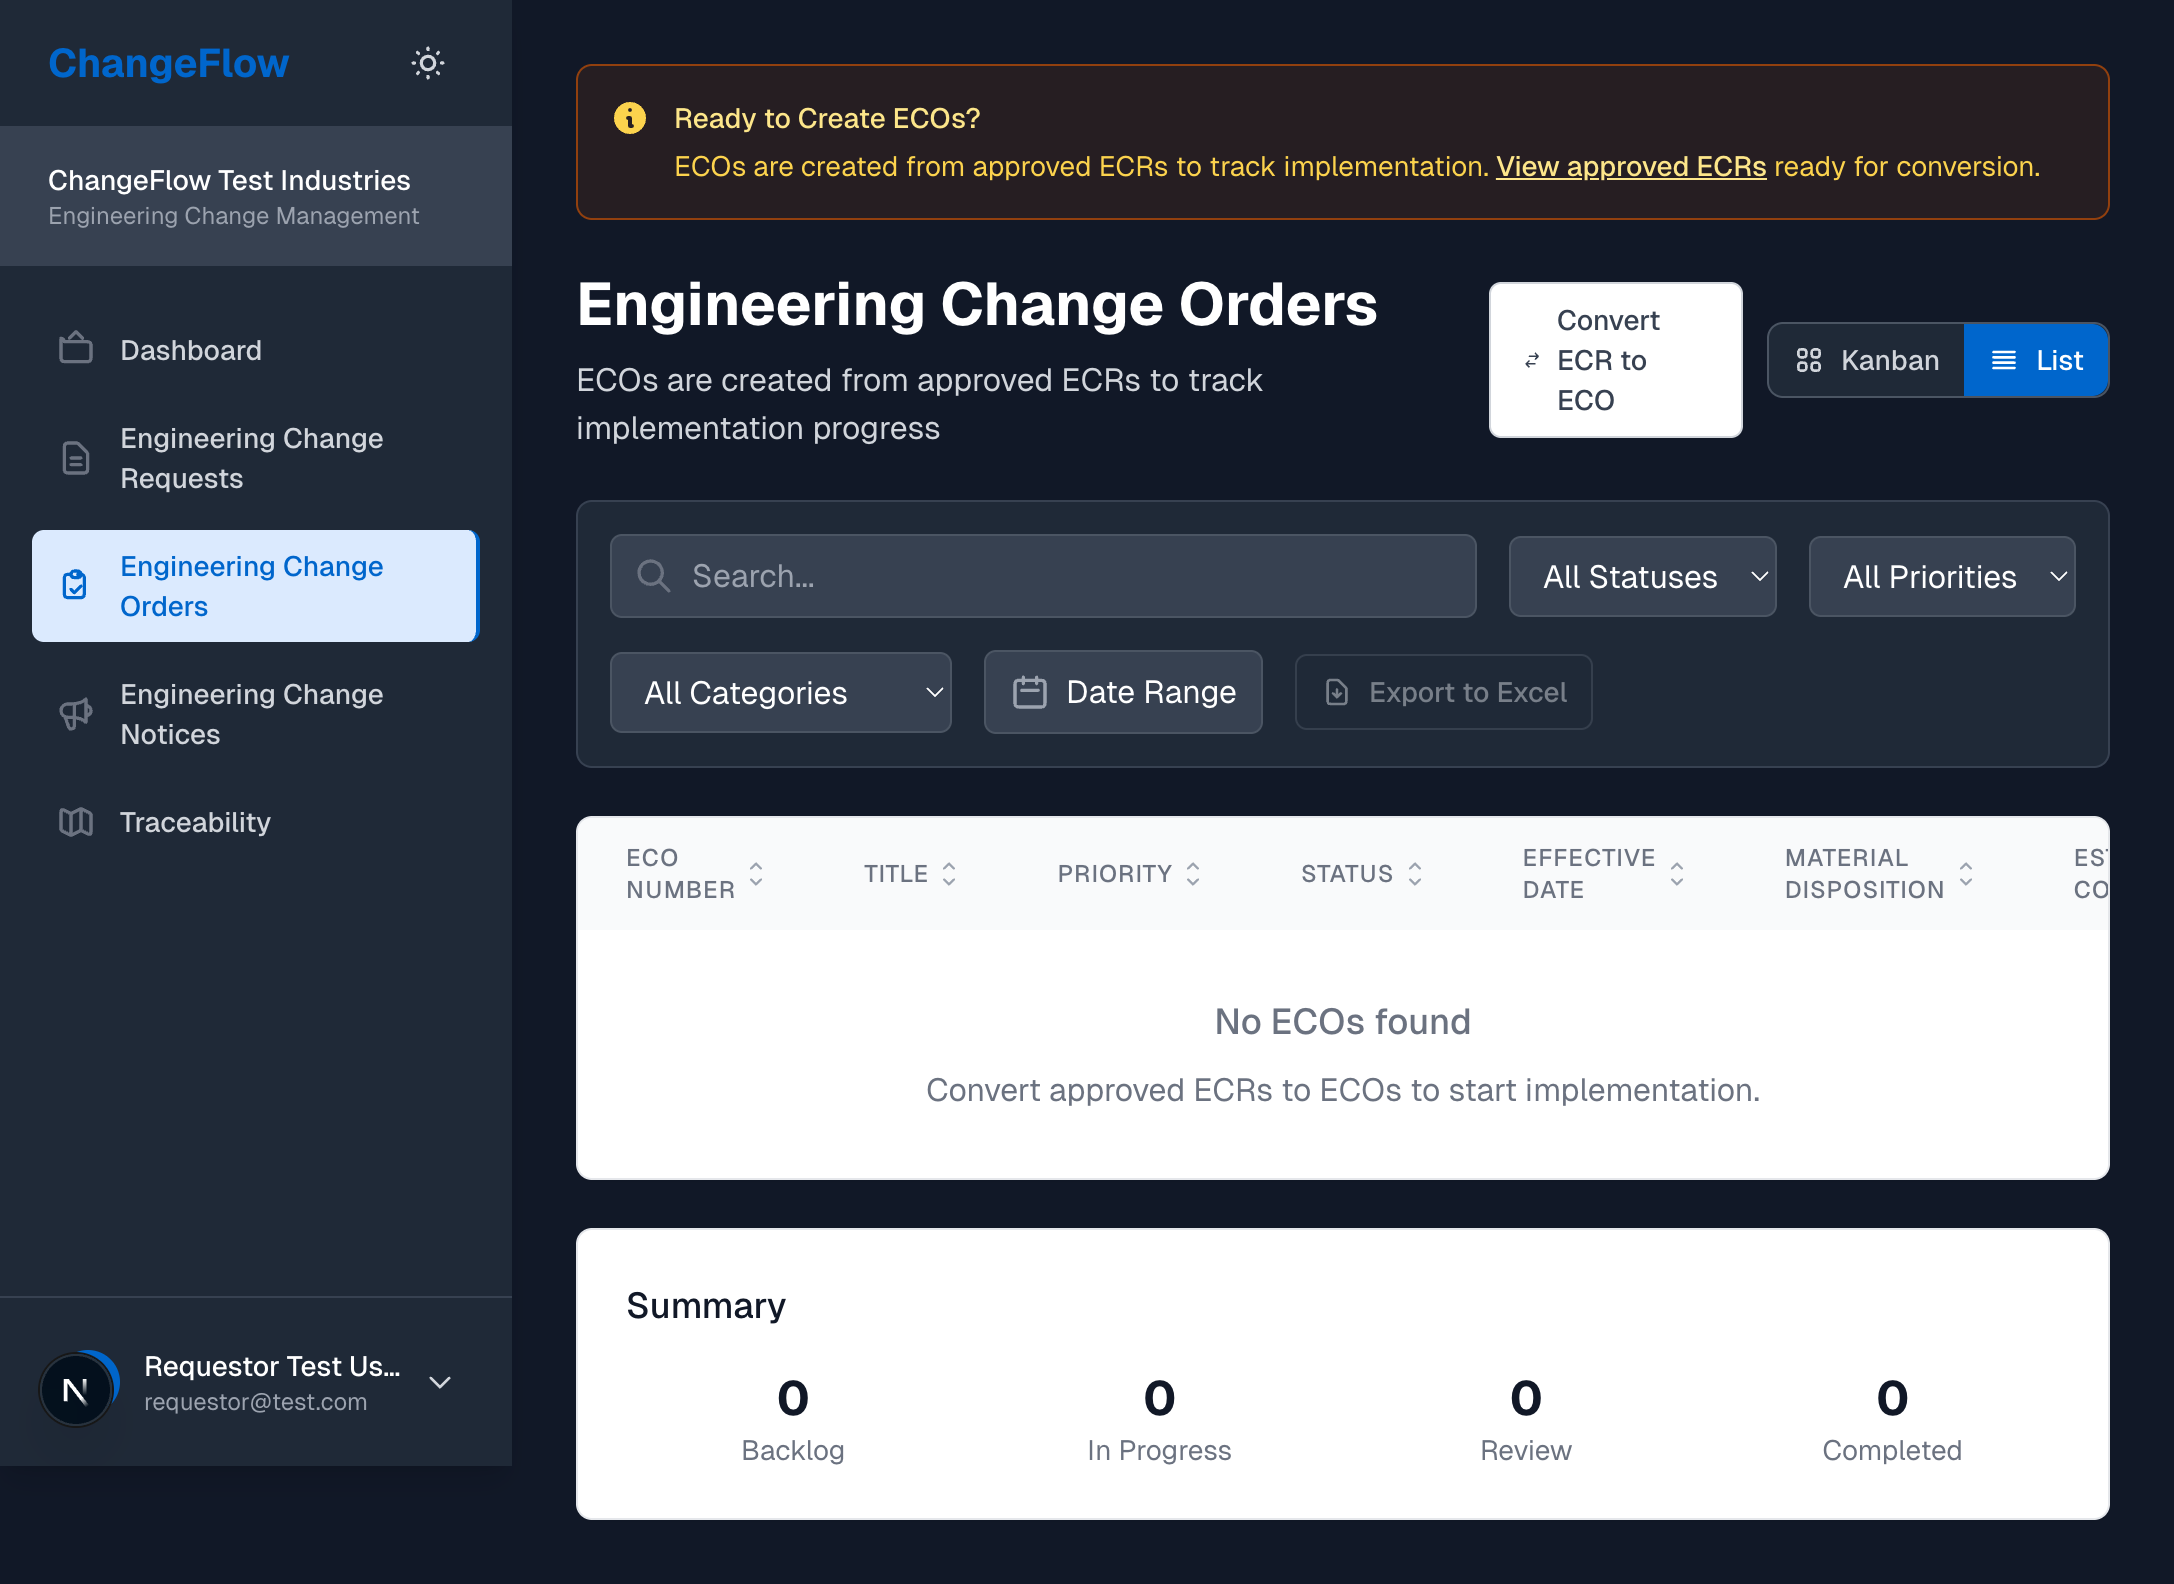 ChangeFlow
ChangeFlow Test Industries
Engineering Change Management
Dashboard
Engineering Change
Requests
Engineering Change
Orders
Engineering Change
Notices
Traceability
N
Requestor Test Us...
requestor@test.com
Ready to Create ECOs?
ECOs are created from approved ECRs to track implementation. View approved ECRs ready for conversion.
Engineering Change Orders
ECOs are created from approved ECRs to track
implementation progress
Convert
ECR to
ECO
Kanban
List
Search...
All Statuses
All Priorities
All Categories
Date Range
Export to Excel
ECO
NUMBER
TITLE
PRIORITY
STATUS
EFFECTIVE
DATE
MATERIAL
DISPOSITION
No ECOs found
Convert approved ECRs to ECOs to start implementation.
Summary
0
Backlog
0
In Progress
0
Review
0
Completed